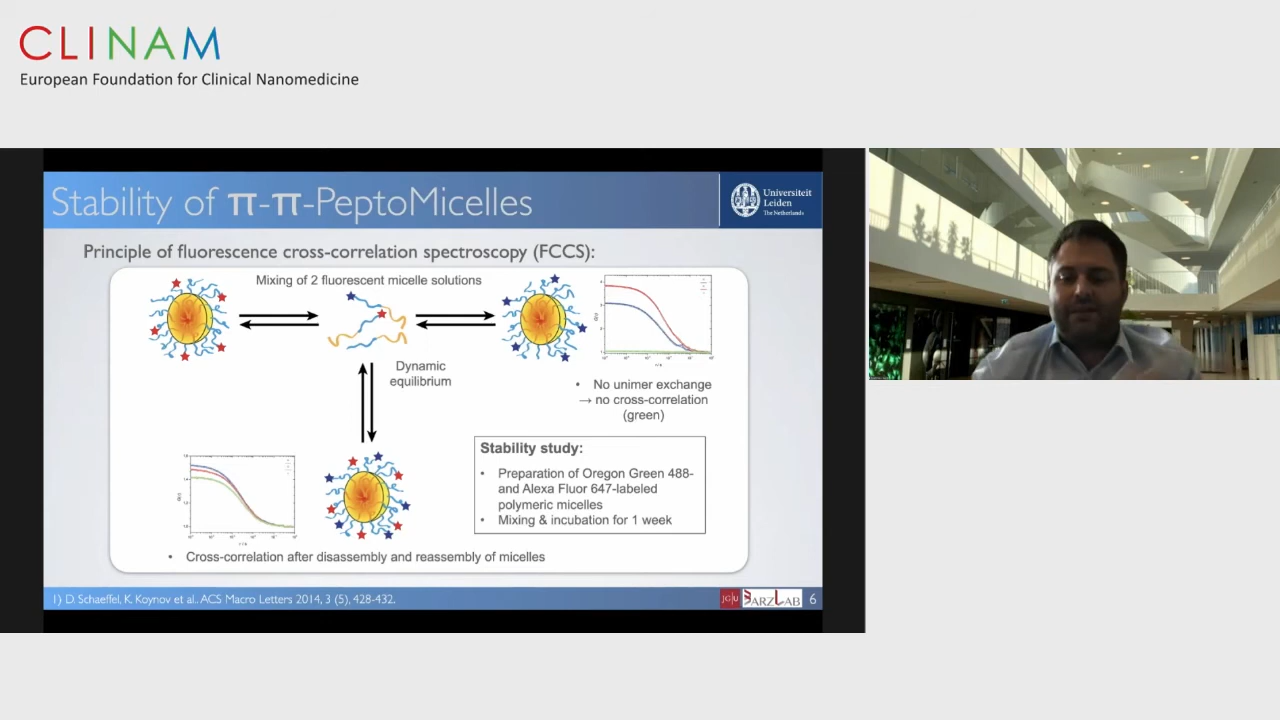 CLINAM
European Foundation for Clinical Nanomedicine
Stability of π-π-PeptoMicelles
Universiteit
Leiden
The Netherlands
Principle of fluorescence cross-correlation spectroscopy (FCCS):
Mixing of 2 fluorescent micelle solutions
Dynamic
equilibrium
• No unimer exchange
→ no cross-correlation
(green)
Stability study:
• Preparation of Oregon Green 488-
and Alexa Fluor 647-labeled
polymeric micelles
• Mixing & incubation for 1 week
• Cross-correlation after disassembly and reassembly of micelles
1) D. Schaeffel, K. Koynov et al.. ACS Macro Letters 2014, 3 (5), 428-432.
JG|U
BARZLAB
6